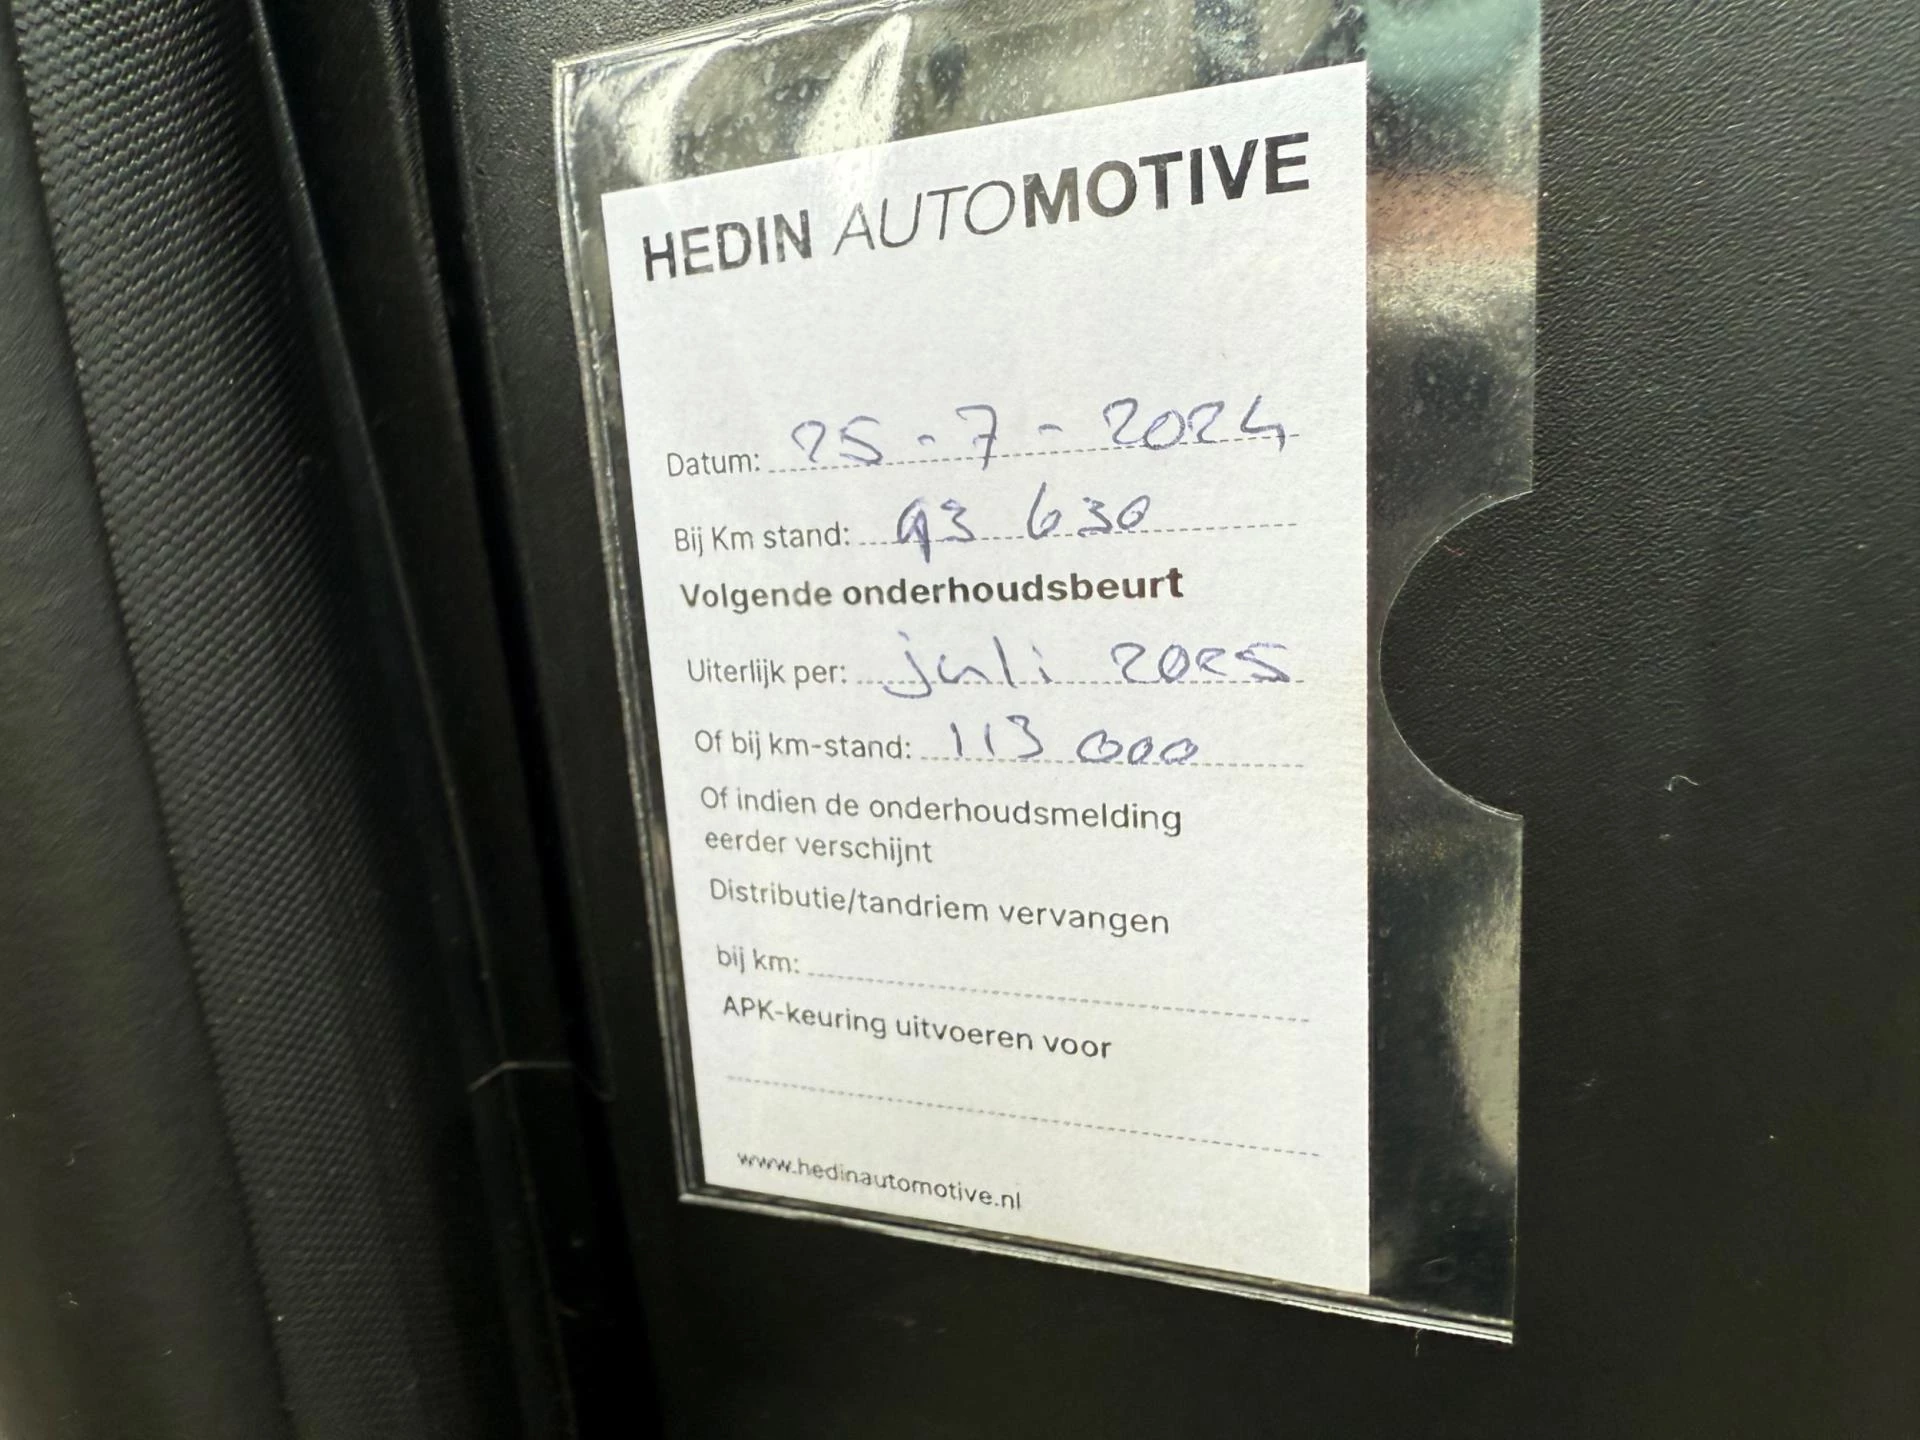 HEDIN AUTOMOTIVE
Datum: 25-7-2024
Bij Km stand: 93 630
Volgende onderhoudsbeurt
Uiterlijk per: juli 2025
Of bij km-stand: 113 000
Of indien de onderhoudsmelding
eerder verschijnt
Distributie/tandriem vervangen
bij km:
APK-keuring uitvoeren voor
www.hedinautomotive.nl